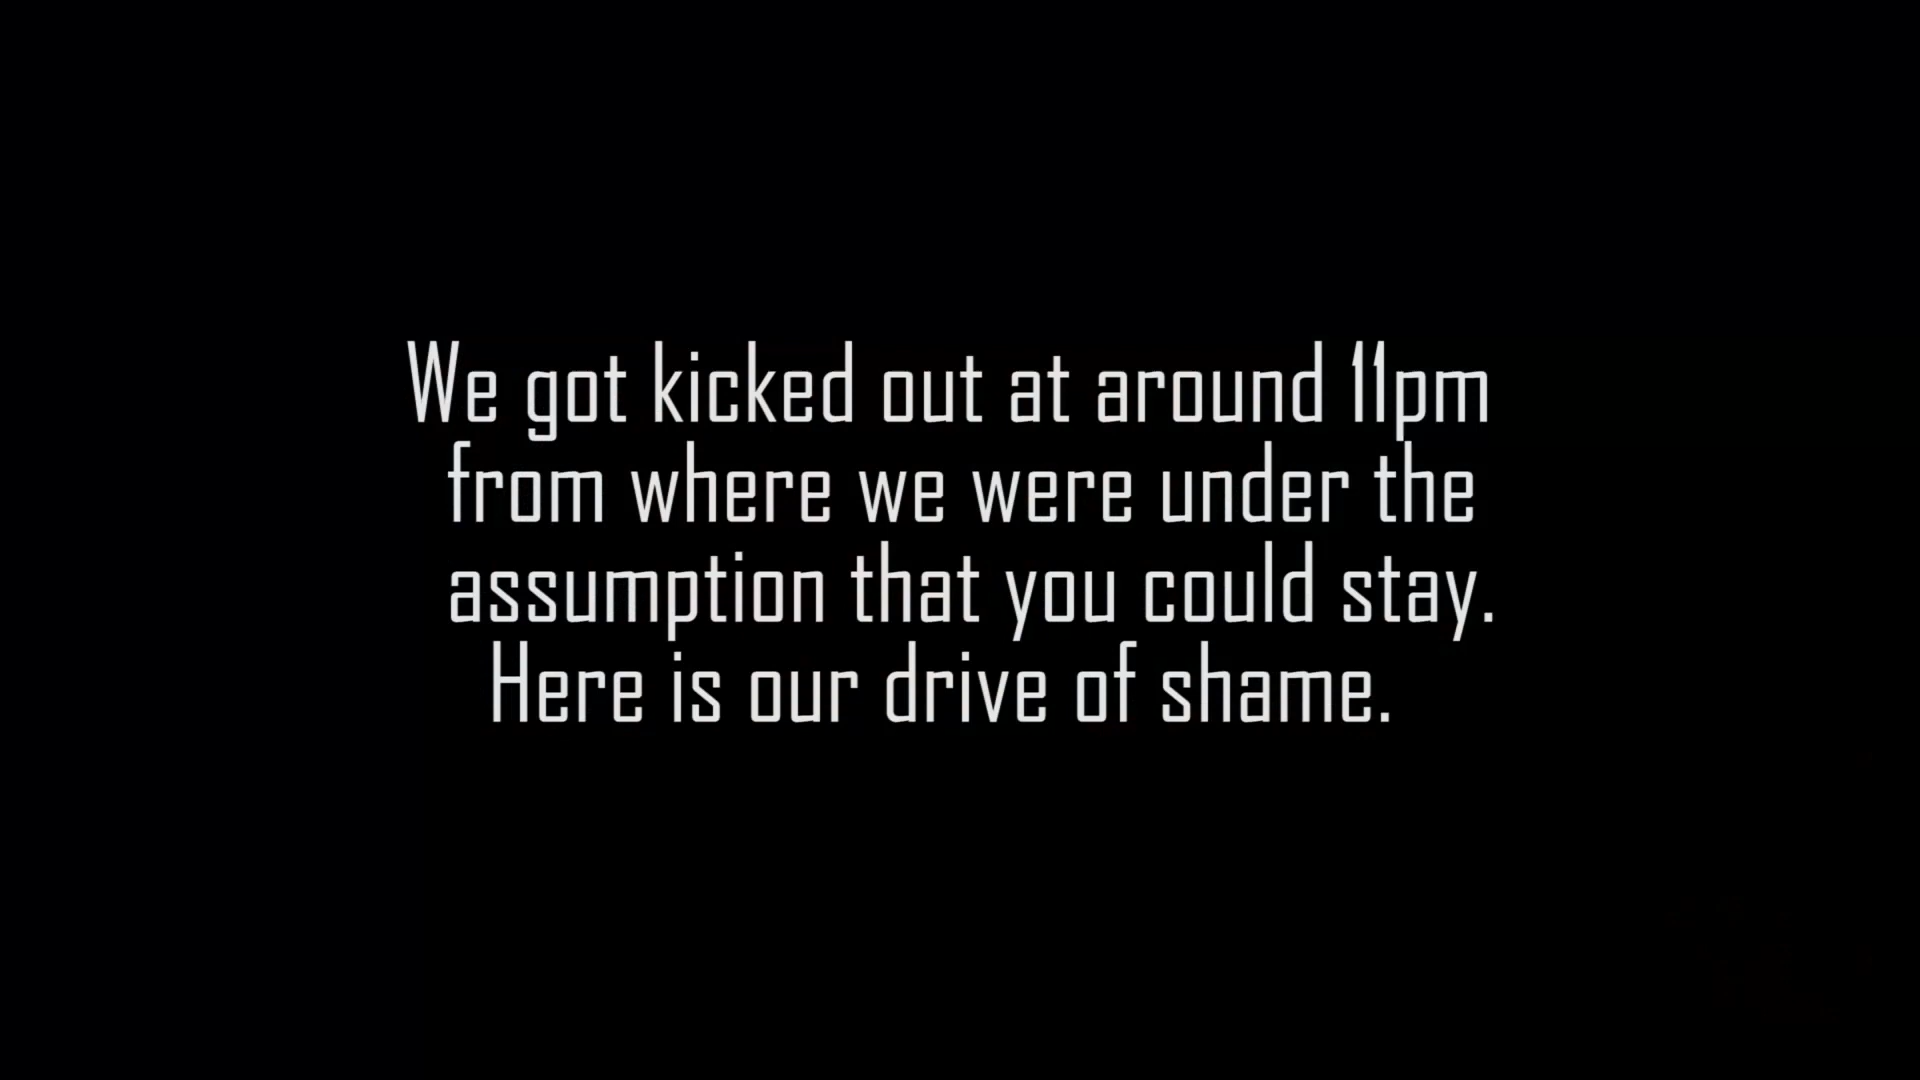 We got kicked out at around 11pm
from where we were under the
assumption that you could stay.
Here is our drive of shame.